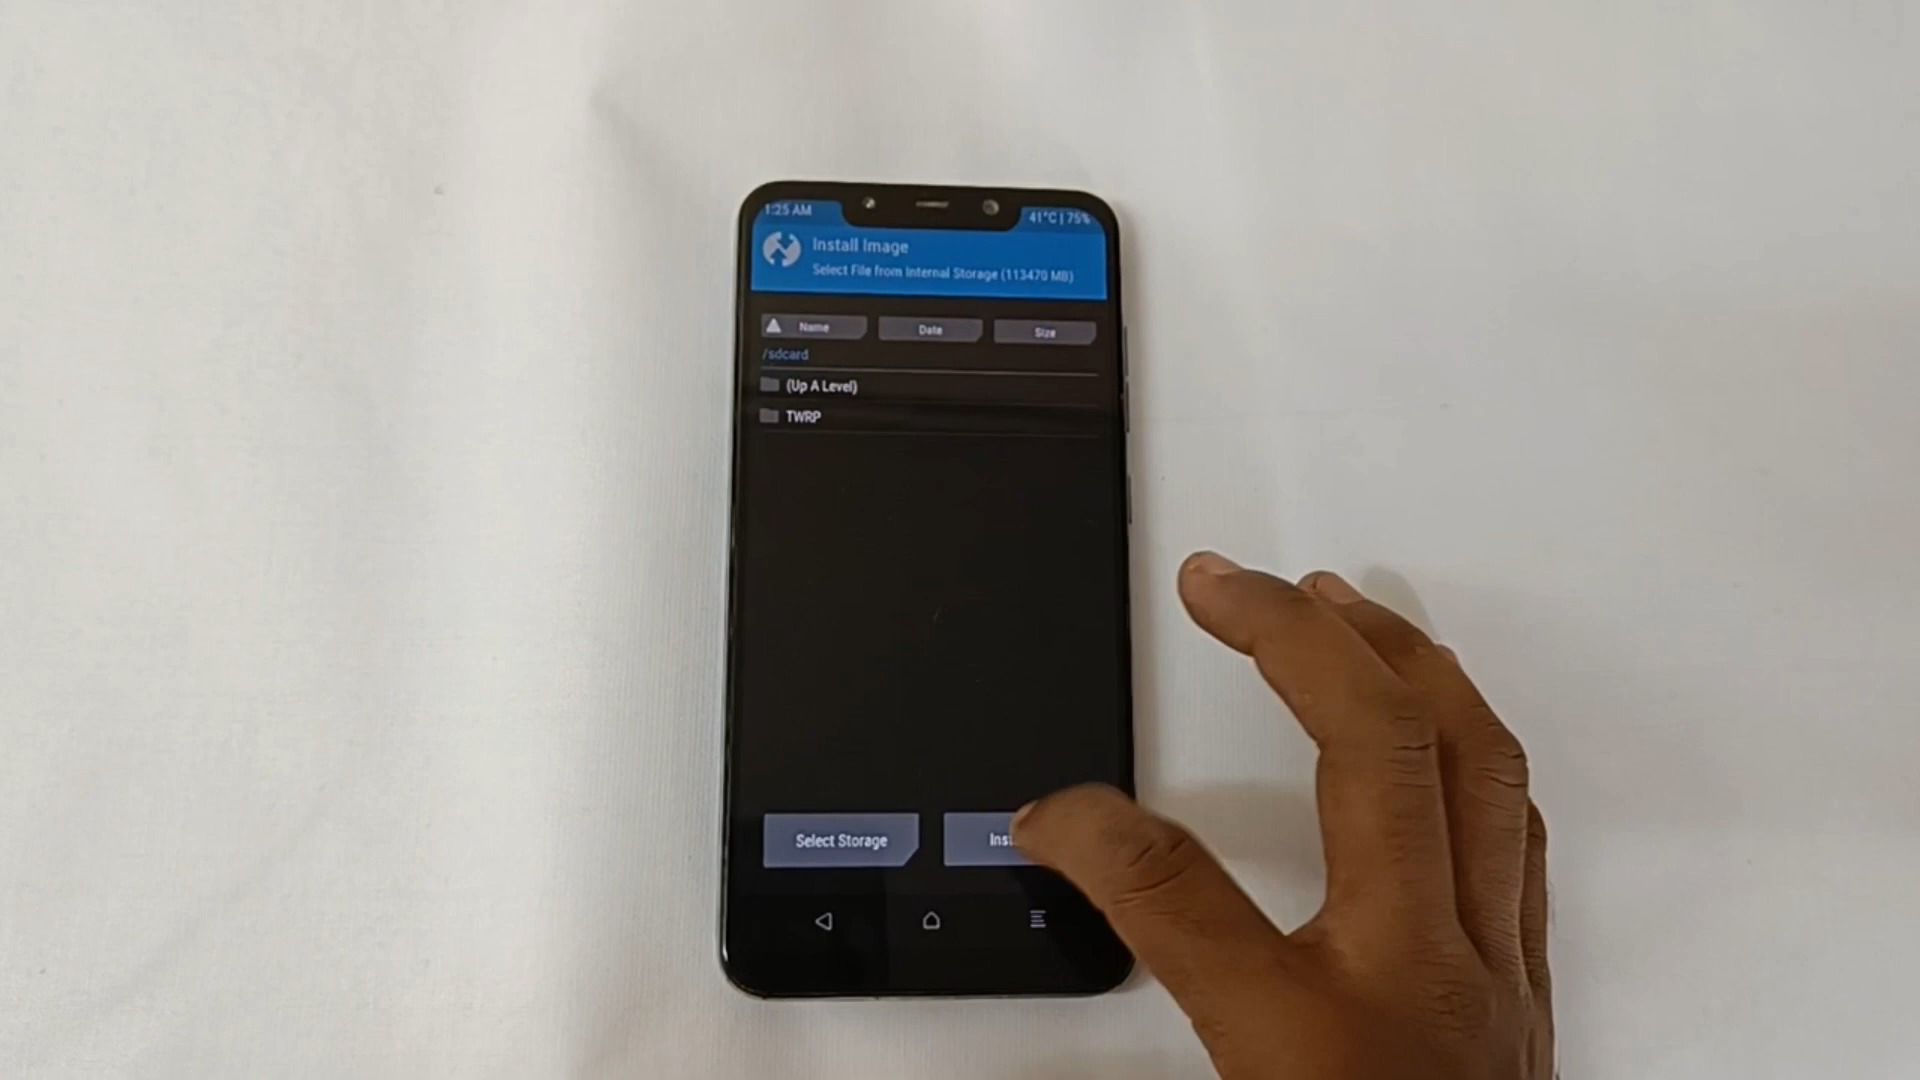 1:25 AM
41°C | 75%
Install Image
Select File from Internal Storage (113470 MB)
Name
Date
Size
/sdcard
(Up A Level)
TWRP
Select Storage